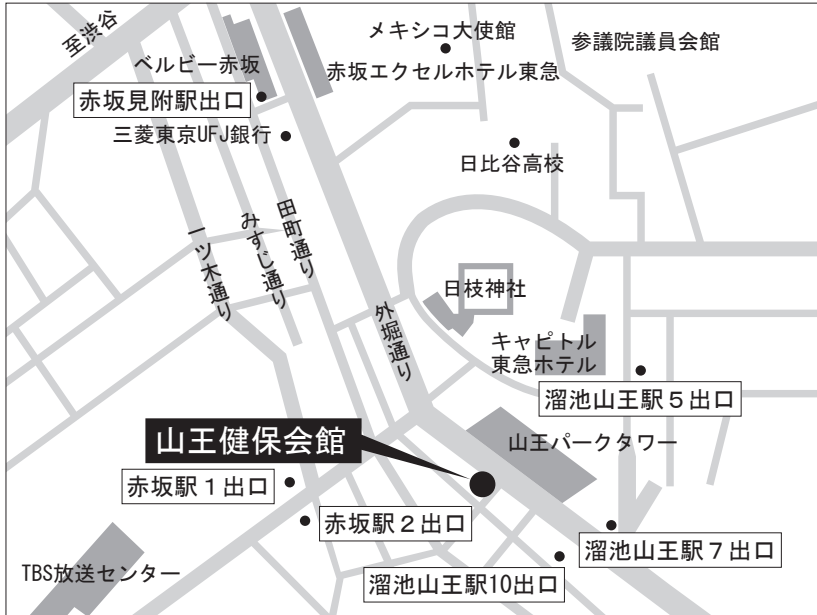 至渋谷
メキシコ大使館
参議院議員会館
ベルビー赤坂
赤坂エクセルホテル東急
赤坂見附駅出口
三菱東京UFJ銀行
日比谷高校
田町通り
みすじ通り
一ツ木通り
外堀通り
日枝神社
キャピトル
東急ホテル
溜池山王駅５出口
山王健保会館
山王パークタワー
赤坂駅１出口
赤坂駅２出口
溜池山王駅７出口
溜池山王駅10出口
TBS放送センター